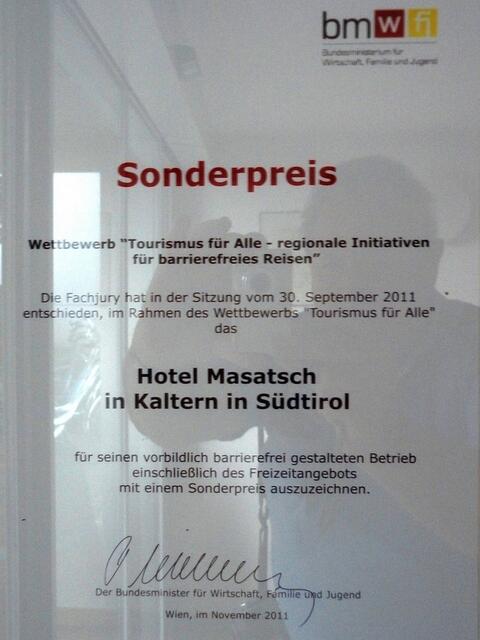 bmwfj
Bundesministerium für
Wirtschaft, Familie und Jugend
Sonderpreis
Wettbewerb "Tourismus für Alle - regionale Initiativen
für barrierefreies Reisen"
Die Fachjury hat in der Sitzung vom 30. September 2011
entschieden, im Rahmen des Wettbewerbs "Tourismus für Alle"
das
Hotel Masatsch
in Kaltern in Südtirol
für seinen vorbildlich barrierefrei gestalteten Betrieb
einschließlich des Freizeitangebots
mit einem Sonderpreis auszuzeichnen.
Der Bundesminister für Wirtschaft, Familie und Jugend
Wien, im November 2011